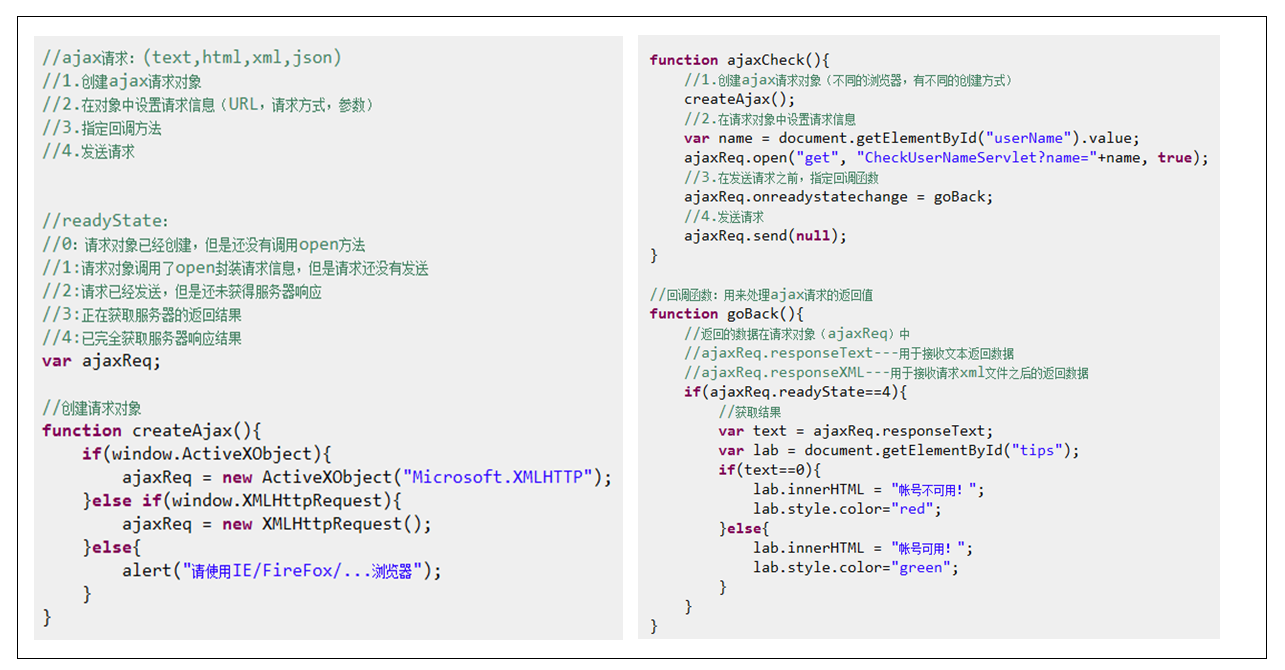 //ajax请求：(text,html,xml,json)
//1.创建ajax请求对象
//2.在对象中设置请求信息（URL，请求方式，参数）
//3.指定回调方法
//4.发送请求
//readyState：
//0：请求对象已经创建，但是还没有调用open方法
//1:请求对象调用了open封装请求信息，但是请求还没有发送
//2:请求已经发送，但是还未获得服务器响应
//3:正在获取服务器的返回结果
//4:已完全获取服务器响应结果
var ajaxReq;
//创建请求对象
function createAjax(){
if(window.ActiveXObject){
ajaxReq = new ActiveXObject("Microsoft.XMLHTTP");
}else if(window.XMLHttpRequest){
ajaxReq = new XMLHttpRequest();
}else{
alert("请使用IE/FireFox/...浏览器");
}
}
function ajaxCheck(){
//1.创建ajax请求对象（不同的浏览器，有不同的创建方式）
createAjax();
//2.在请求对象中设置请求信息
var name = document.getElementById("userName").value;
ajaxReq.open("get", "CheckUserNameServlet?name="+name, true);
//3.在发送请求之前，指定回调函数
ajaxReq.onreadystatechange = goBack;
//4.发送请求
ajaxReq.send(null);
}
//回调函数：用来处理ajax请求的返回值
function goBack(){
//返回的数据在请求对象（ajaxReq）中
//ajaxReq.responseText---用于接收文本返回数据
//ajaxReq.responseXML---用于接收请求xml文件之后的返回数据
if(ajaxReq.readyState==4){
//获取结果
var text = ajaxReq.responseText;
var lab = document.getElementById("tips");
if(text==0){
lab.innerHTML = "帐号不可用！";
lab.style.color="red";
}else{
lab.innerHTML = "帐号可用！";
lab.style.color="green";
}
}
}